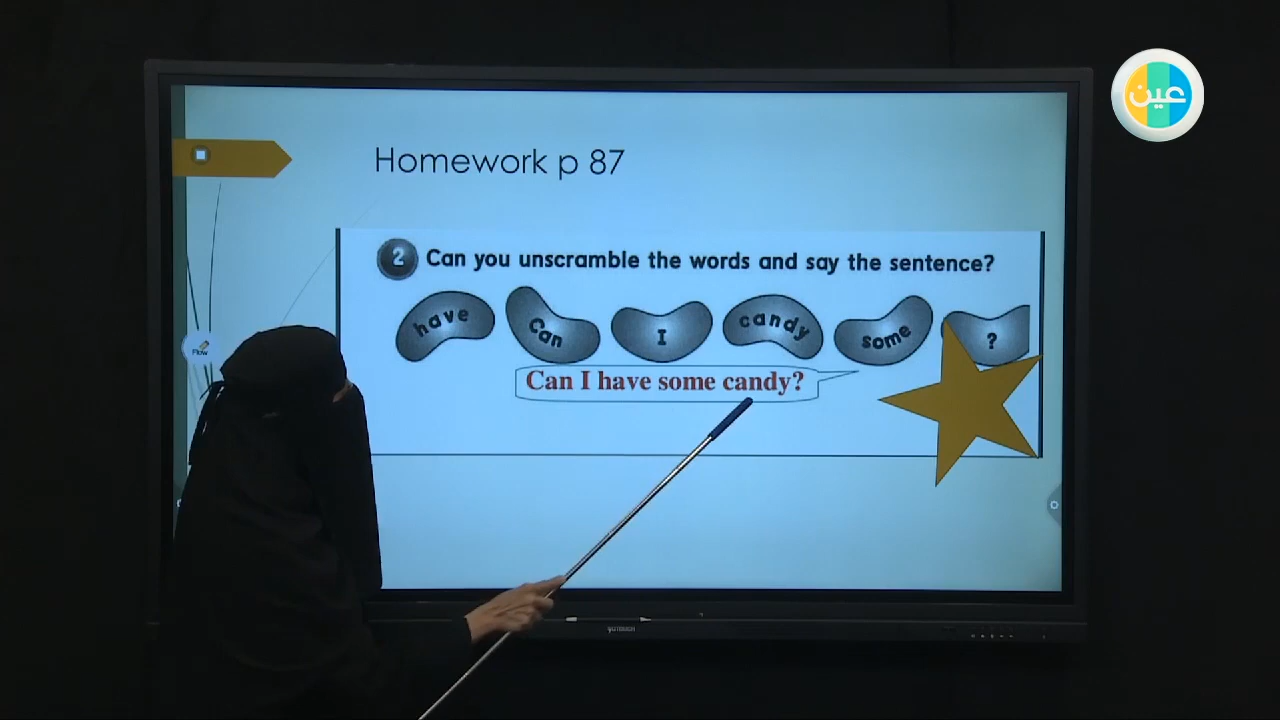 عين
Homework p 87
2 Can you unscramble the words and say the sentence?
have Can I candy some ?
Can I have some candy?
Flow